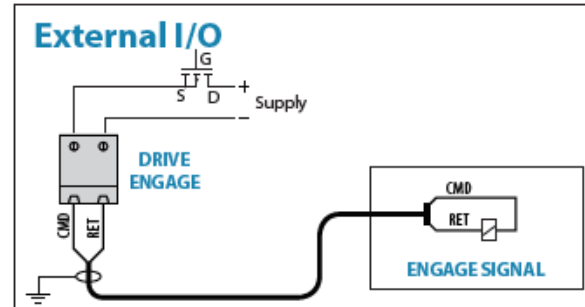 External I/O
G
S D +
Supply
−
DRIVE
ENGAGE
CMD
RET
CMD
RET
ENGAGE SIGNAL